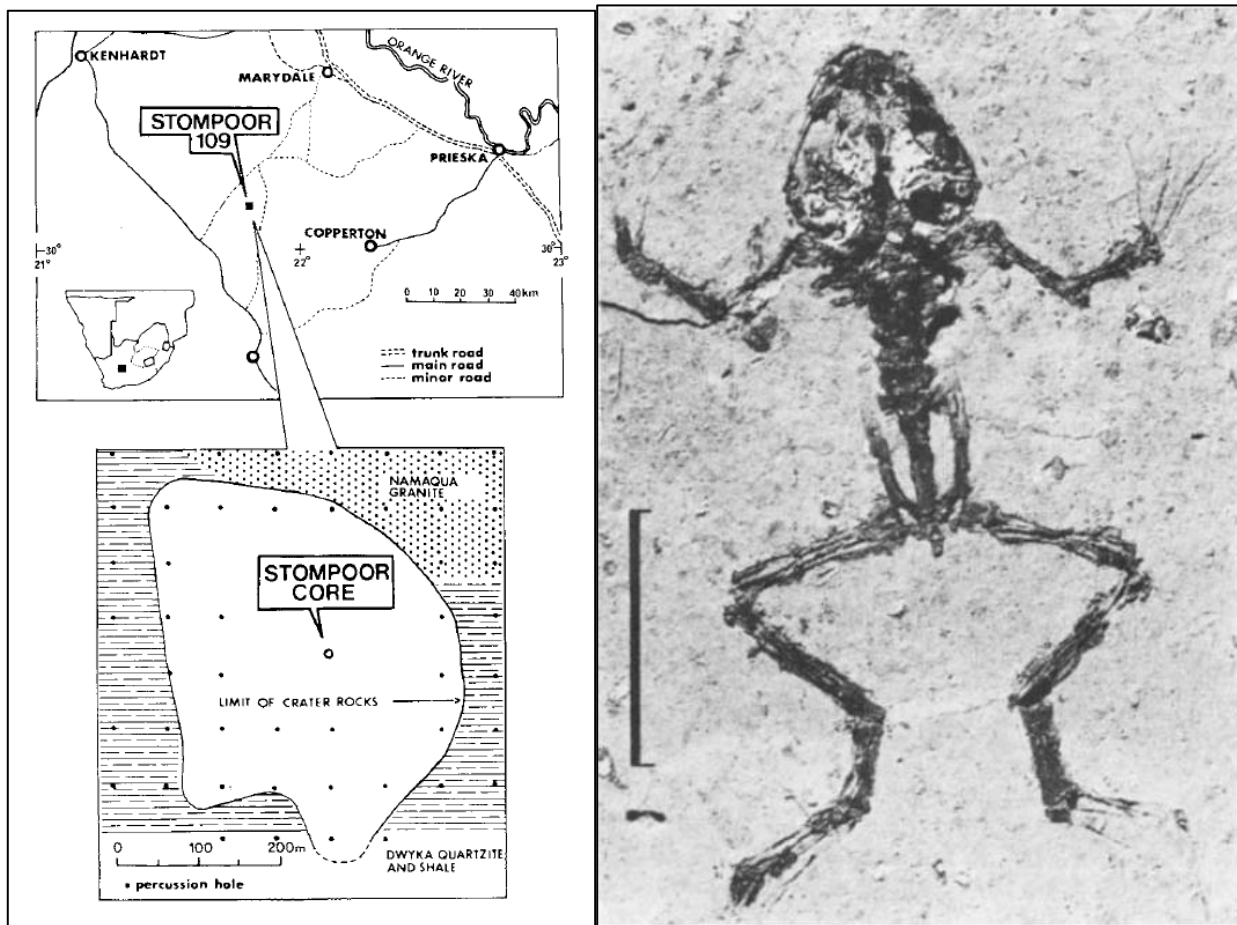 KENHARDT
MARYDALE
ORANGE RIVER
STOMPOOR
109
PRIESKA
COPPERTON
30°
21°
22°
30°
23°
0 10 20 30 40km
trunk road
main road
minor road
NAMAQUA
GRANITE
STOMPOOR
CORE
LIMIT OF CRATER ROCKS
0 100 200m
DWYKA QUARTZITE
AND SHALE
percussion hole